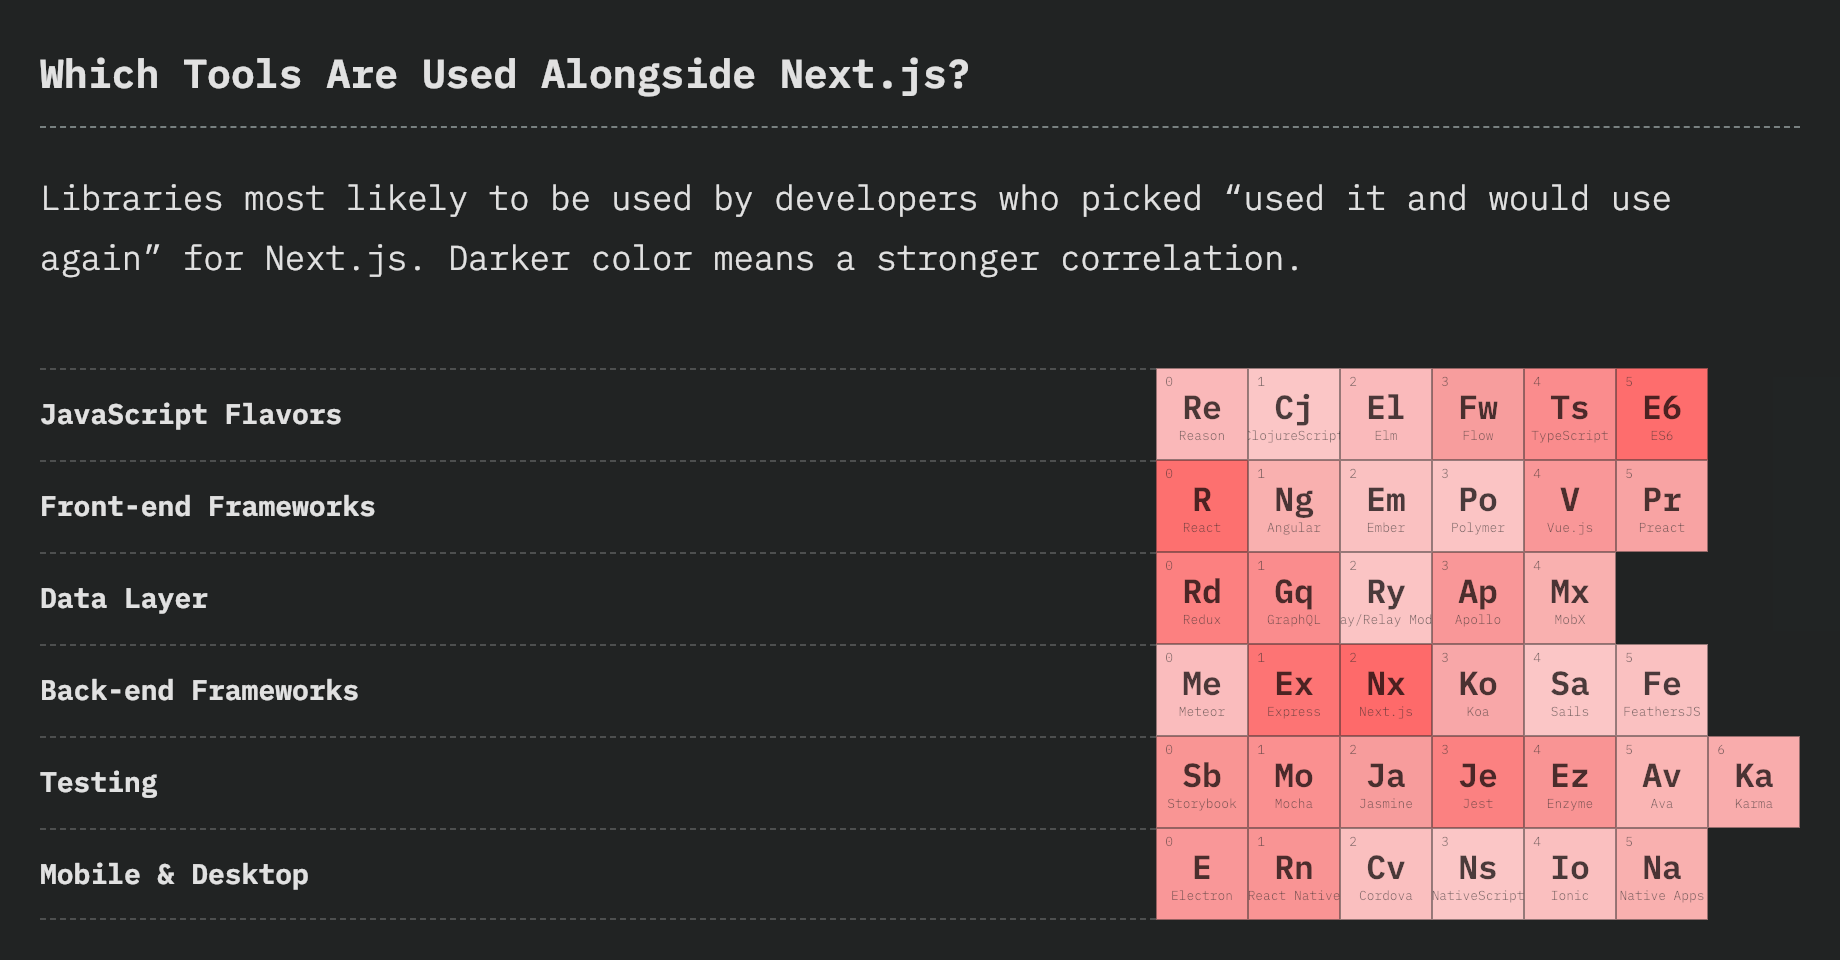 Which Tools Are Used Alongside Next.js?
Libraries most likely to be used by developers who picked “used it and would use
again” for Next.js. Darker color means a stronger correlation.
JavaScript Flavors
0 1 2 3 4 5
Re Cj El Fw Ts E6
Reason ClojureScript Elm Flow TypeScript ES6
Front-end Frameworks
0 1 2 3 4 5
R Ng Em Po V Pr
React Angular Ember Polymer Vue.js Preact
Data Layer
0 1 2 3 4
Rd Gq Ry Ap Mx
Redux GraphQL ay/Relay Mod Apollo MobX
Back-end Frameworks
0 1 2 3 4 5
Me Ex Nx Ko Sa Fe
Meteor Express Next.js Koa Sails FeathersJS
Testing
0 1 2 3 4 5 6
Sb Mo Ja Je Ez Av Ka
Storybook Mocha Jasmine Jest Enzyme Ava Karma
Mobile & Desktop
0 1 2 3 4 5
E Rn Cv Ns Io Na
Electron React Native Cordova NativeScript Ionic Native Apps